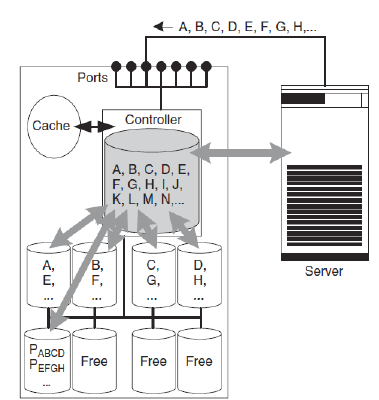 A, B, C, D, E, F, G, H,...
Ports
Cache
Controller
A, B, C, D, E,
F, G, H, I, J,
K, L, M, N,...
Server
A,
E,
...
B,
F,
...
C,
G,
...
D,
H,
...
PABCD
PEFGH
...
Free
Free
Free